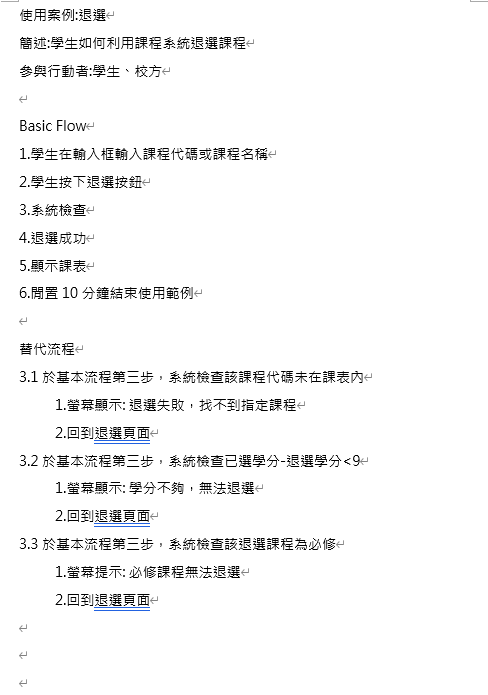 使用案例:退選
簡述:學生如何利用課程系統退選課程
參與行動者:學生、校方
Basic Flow
1.學生在輸入框輸入課程代碼或課程名稱
2.學生按下退選按鈕
3.系統檢查
4.退選成功
5.顯示課表
6.閒置 10 分鐘結束使用範例
替代流程
3.1 於基本流程第三步，系統檢查該課程代碼未在課表內
1.螢幕顯示: 退選失敗，找不到指定課程
2.回到退選頁面
3.2 於基本流程第三步，系統檢查已選學分-退選學分<9
1.螢幕顯示: 學分不夠，無法退選
2.回到退選頁面
3.3 於基本流程第三步，系統檢查該退選課程為必修
1.螢幕提示: 必修課程無法退選
2.回到退選頁面